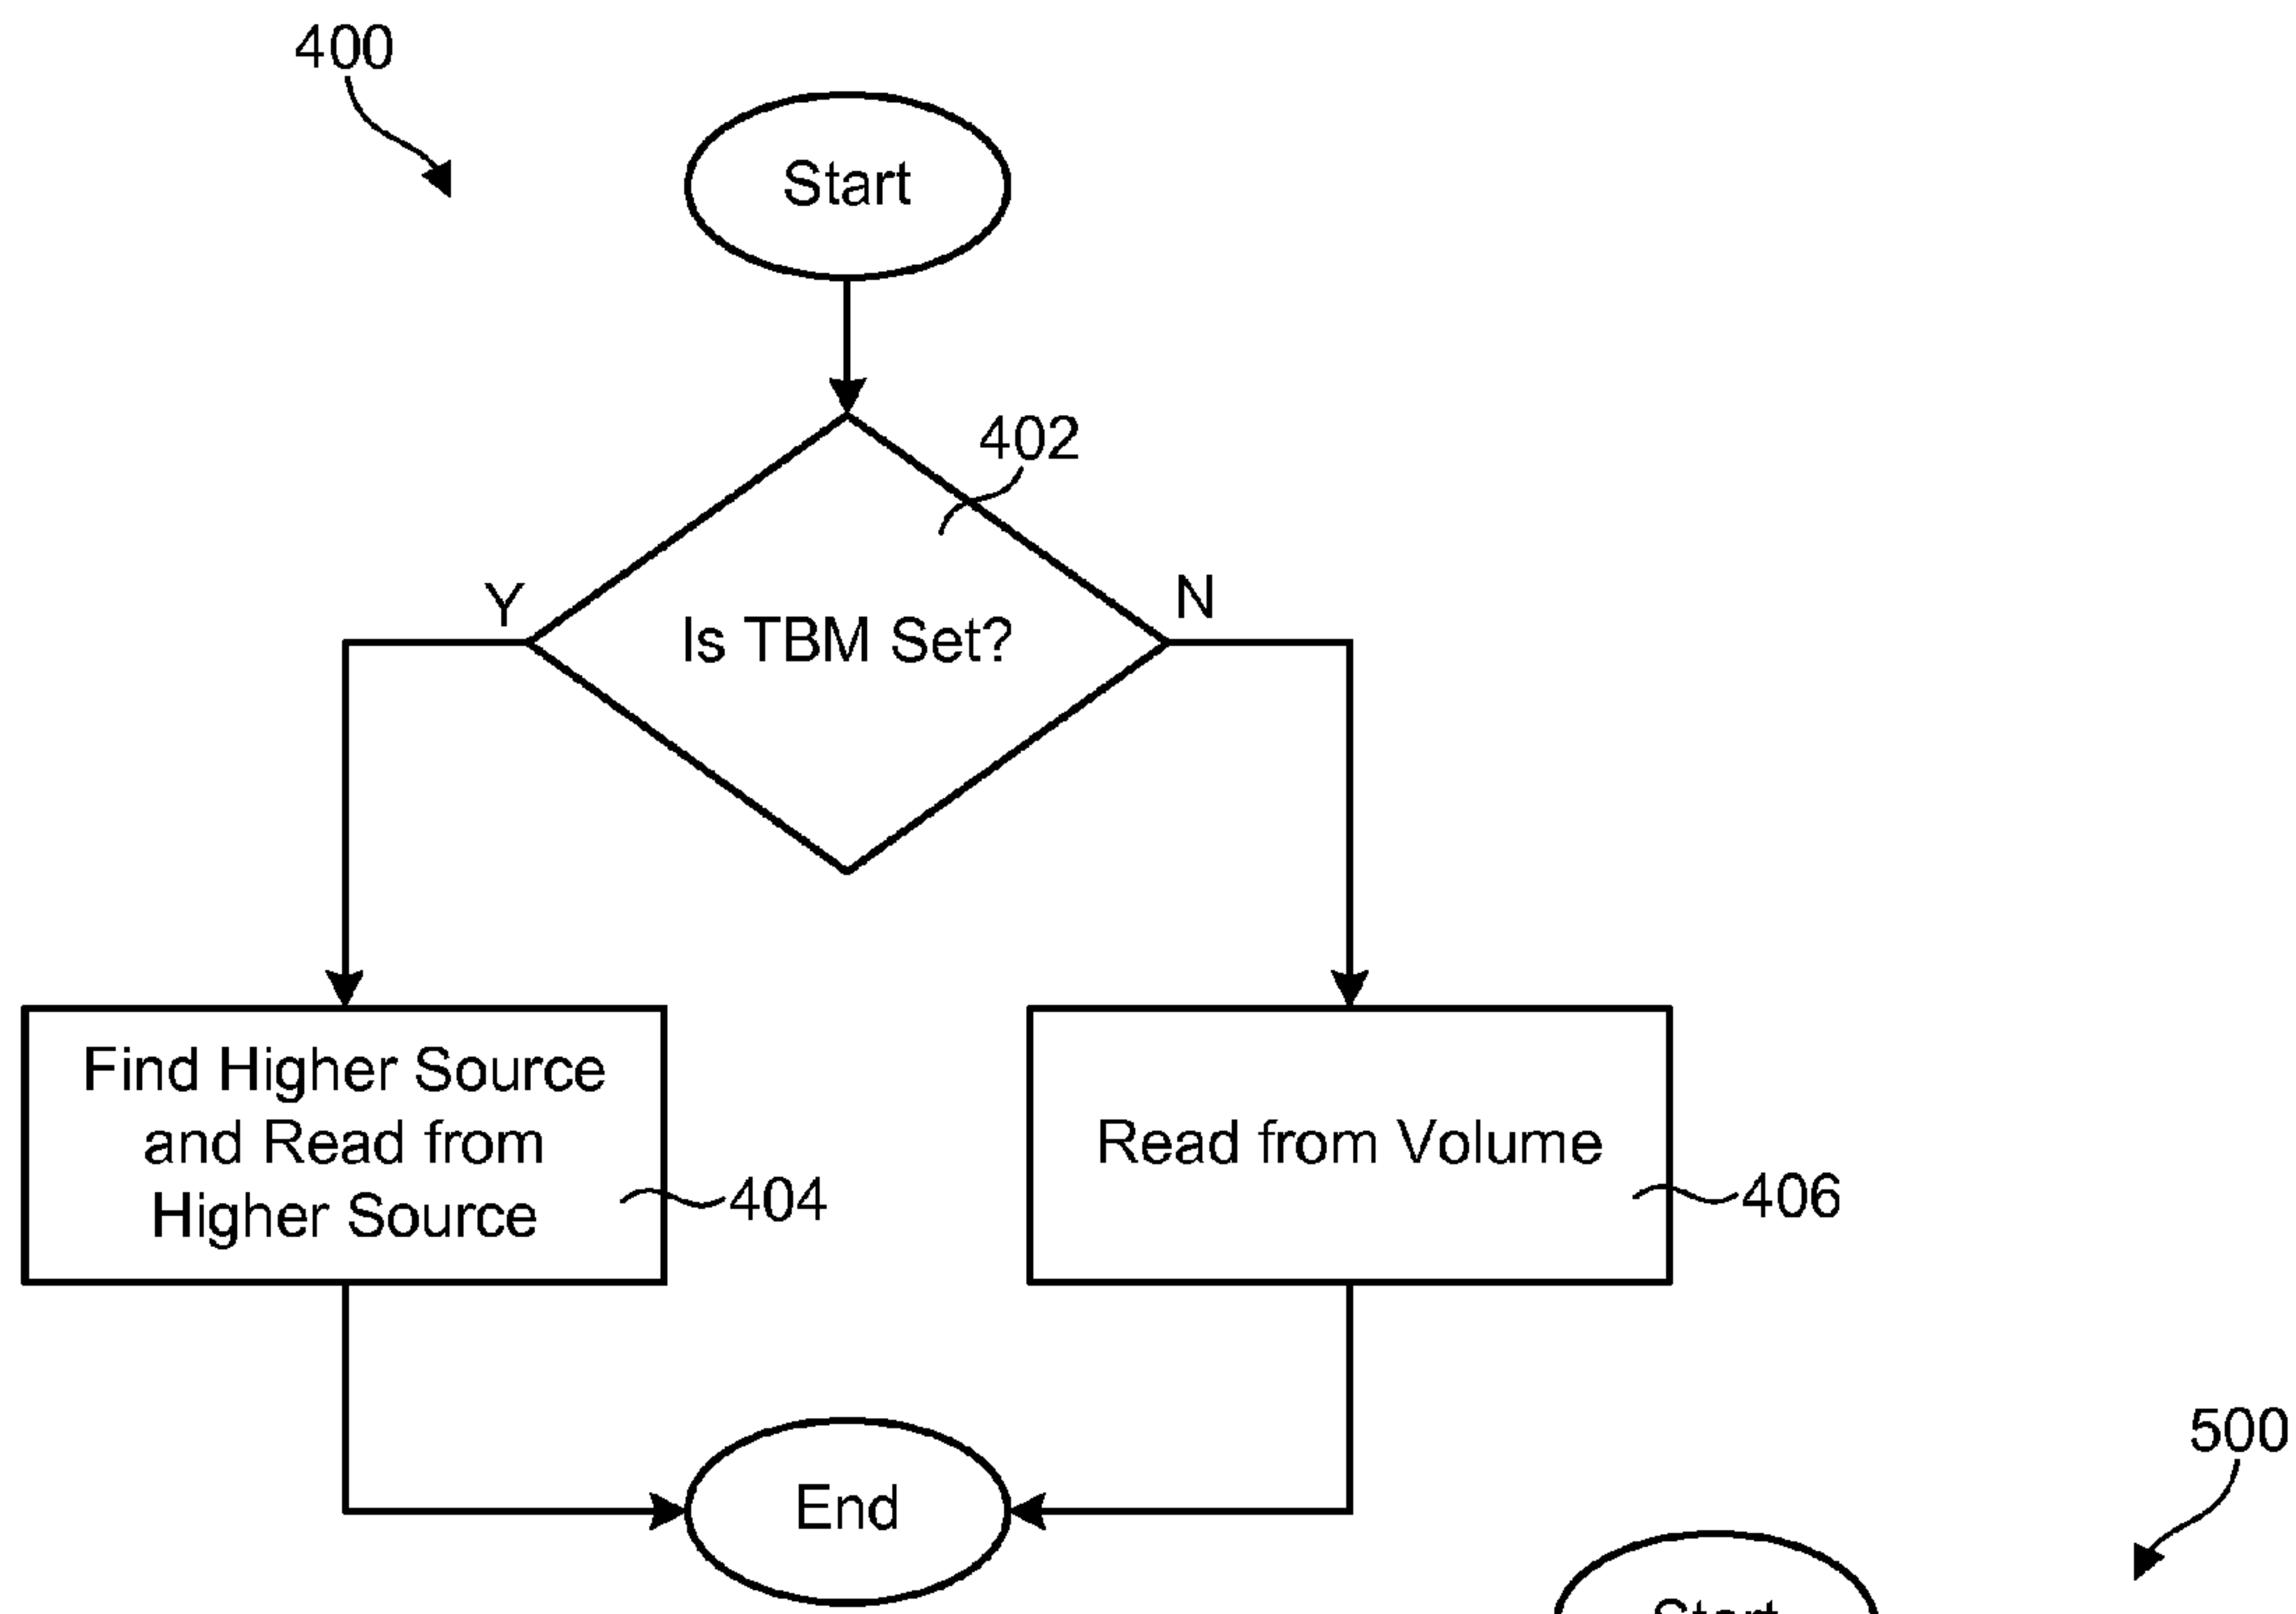 400
Start
402
Y
N
Is TBM Set?
Find Higher Source
and Read from
Higher Source
404
Read from Volume
406
End
500
Start